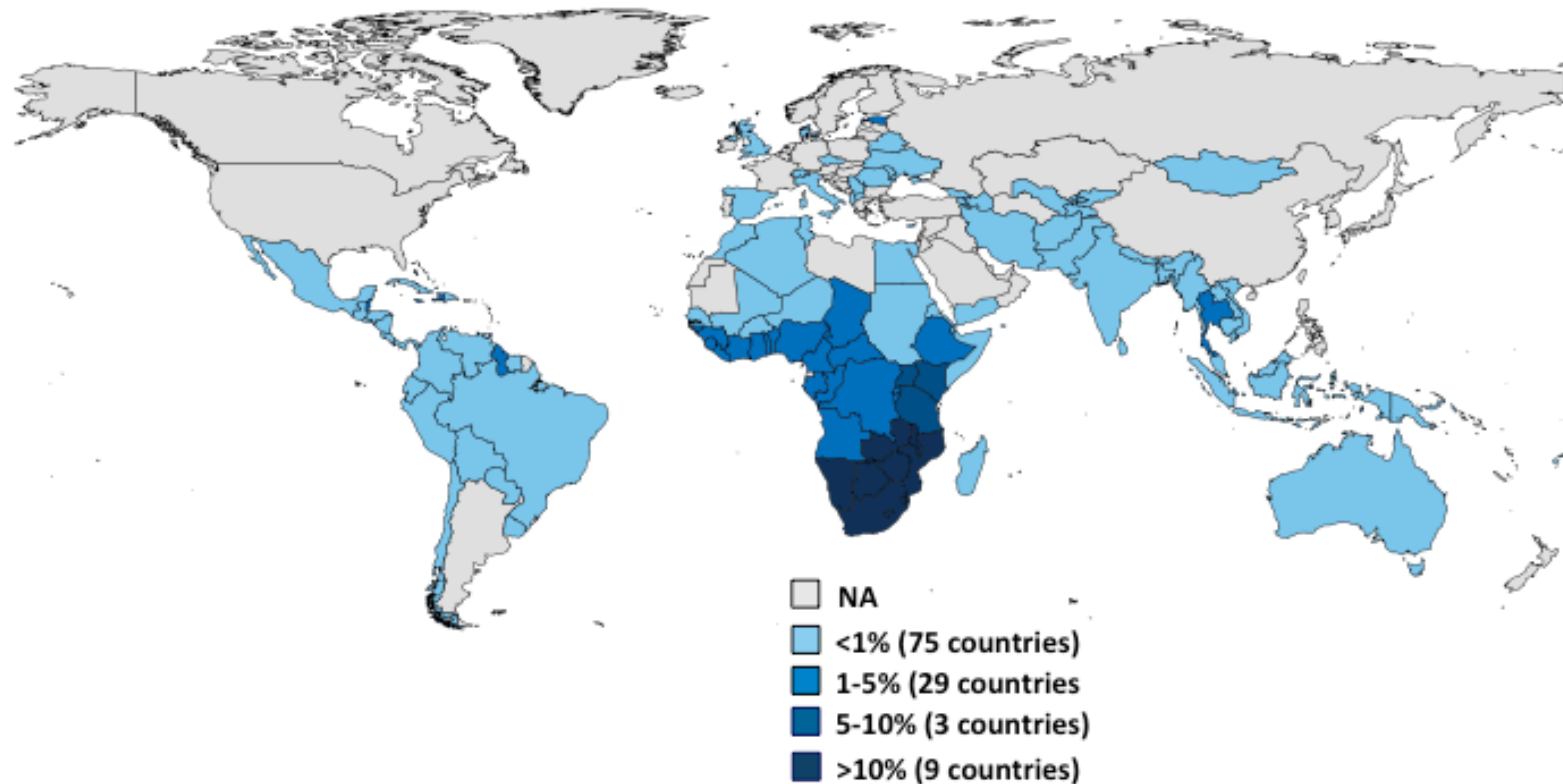 NA
<1% (75 countries)
1-5% (29 countries
5-10% (3 countries)
>10% (9 countries)